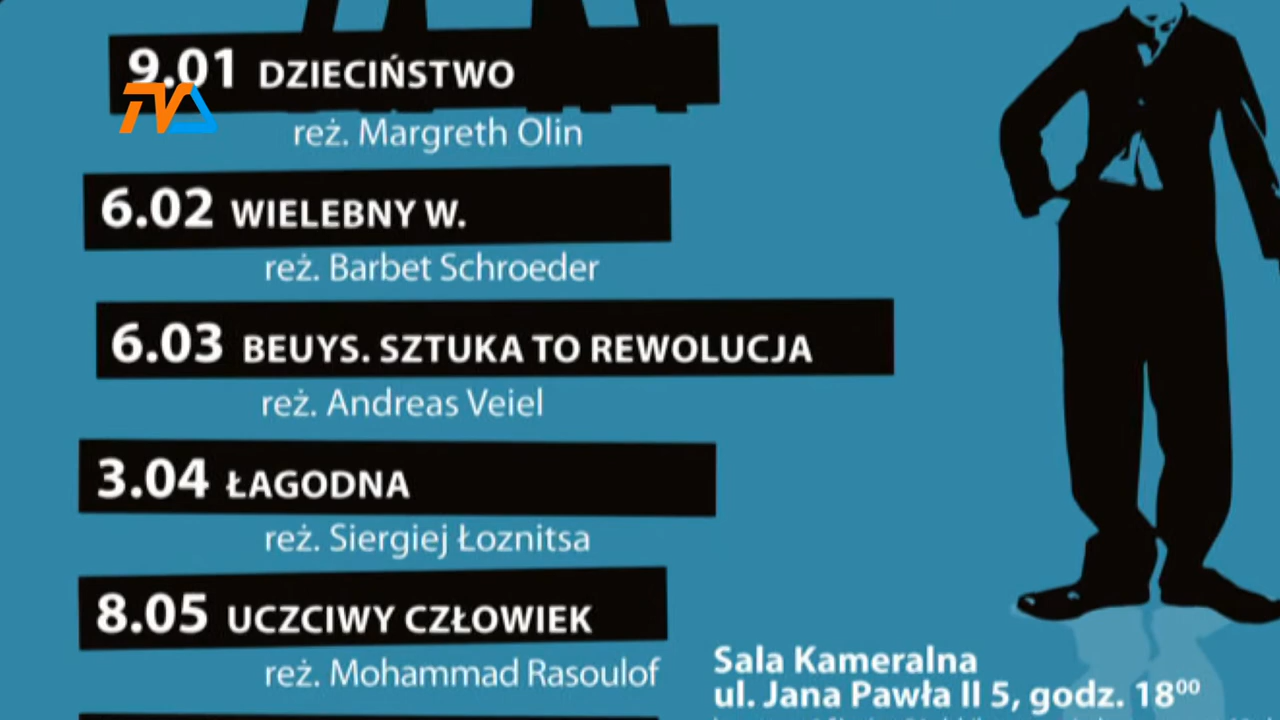 9.01 DZIECIŃSTWO
TVA
reż. Margreth Olin
6.02 WIELEBNY W.
reż. Barbet Schroeder
6.03 BEUYS. SZTUKA TO REWOLUCJA
reż. Andreas Veiel
3.04 ŁAGODNA
reż. Siergiej Łoznitsa
8.05 UCZCIWY CZŁOWIEK
reż. Mohammad Rasoulof
Sala Kameralna
ul. Jana Pawła II 5, godz. 18⁰⁰